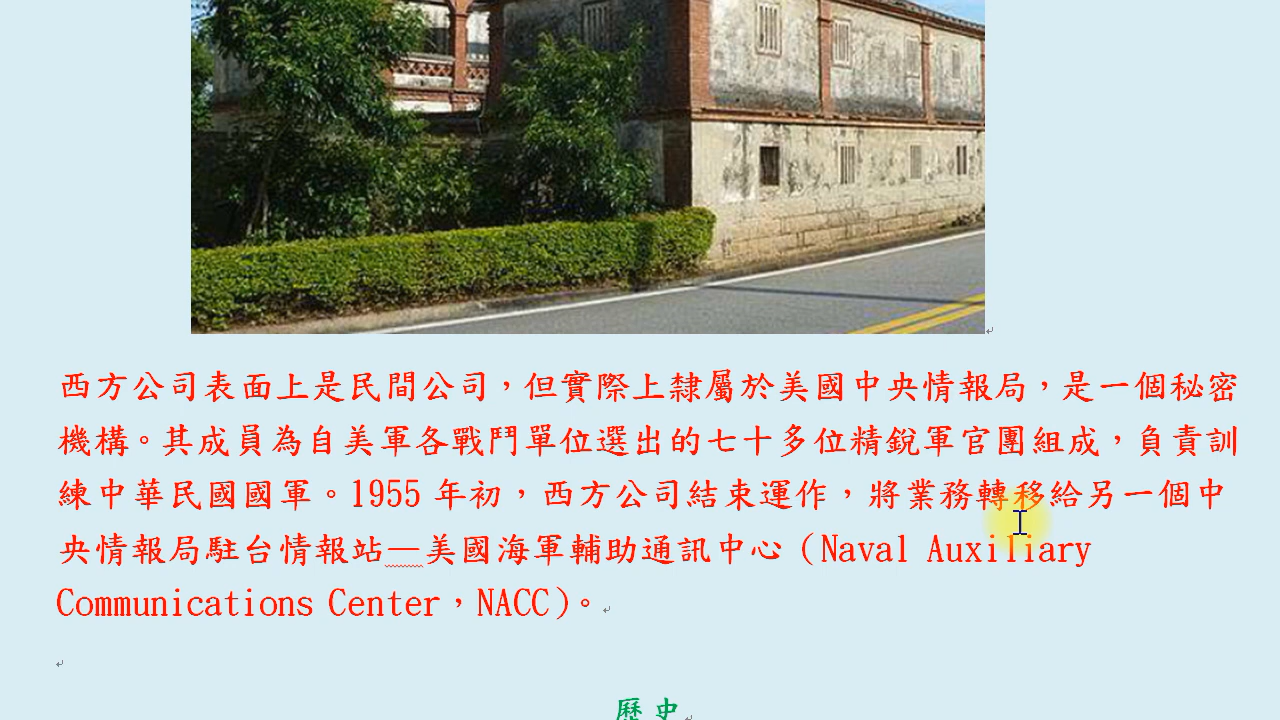 西方公司表面上是民間公司，但實際上隸屬於美國中央情報局，是一個秘密
機構。其成員為自美軍各戰鬥單位選出的七十多位精銳軍官團組成，負責訓
練中華民國國軍。1955 年初，西方公司結束運作，將業務轉移給另一個中
央情報局駐台情報站—美國海軍輔助通訊中心（Naval Auxiliary
Communications Center，NACC）。
歷史